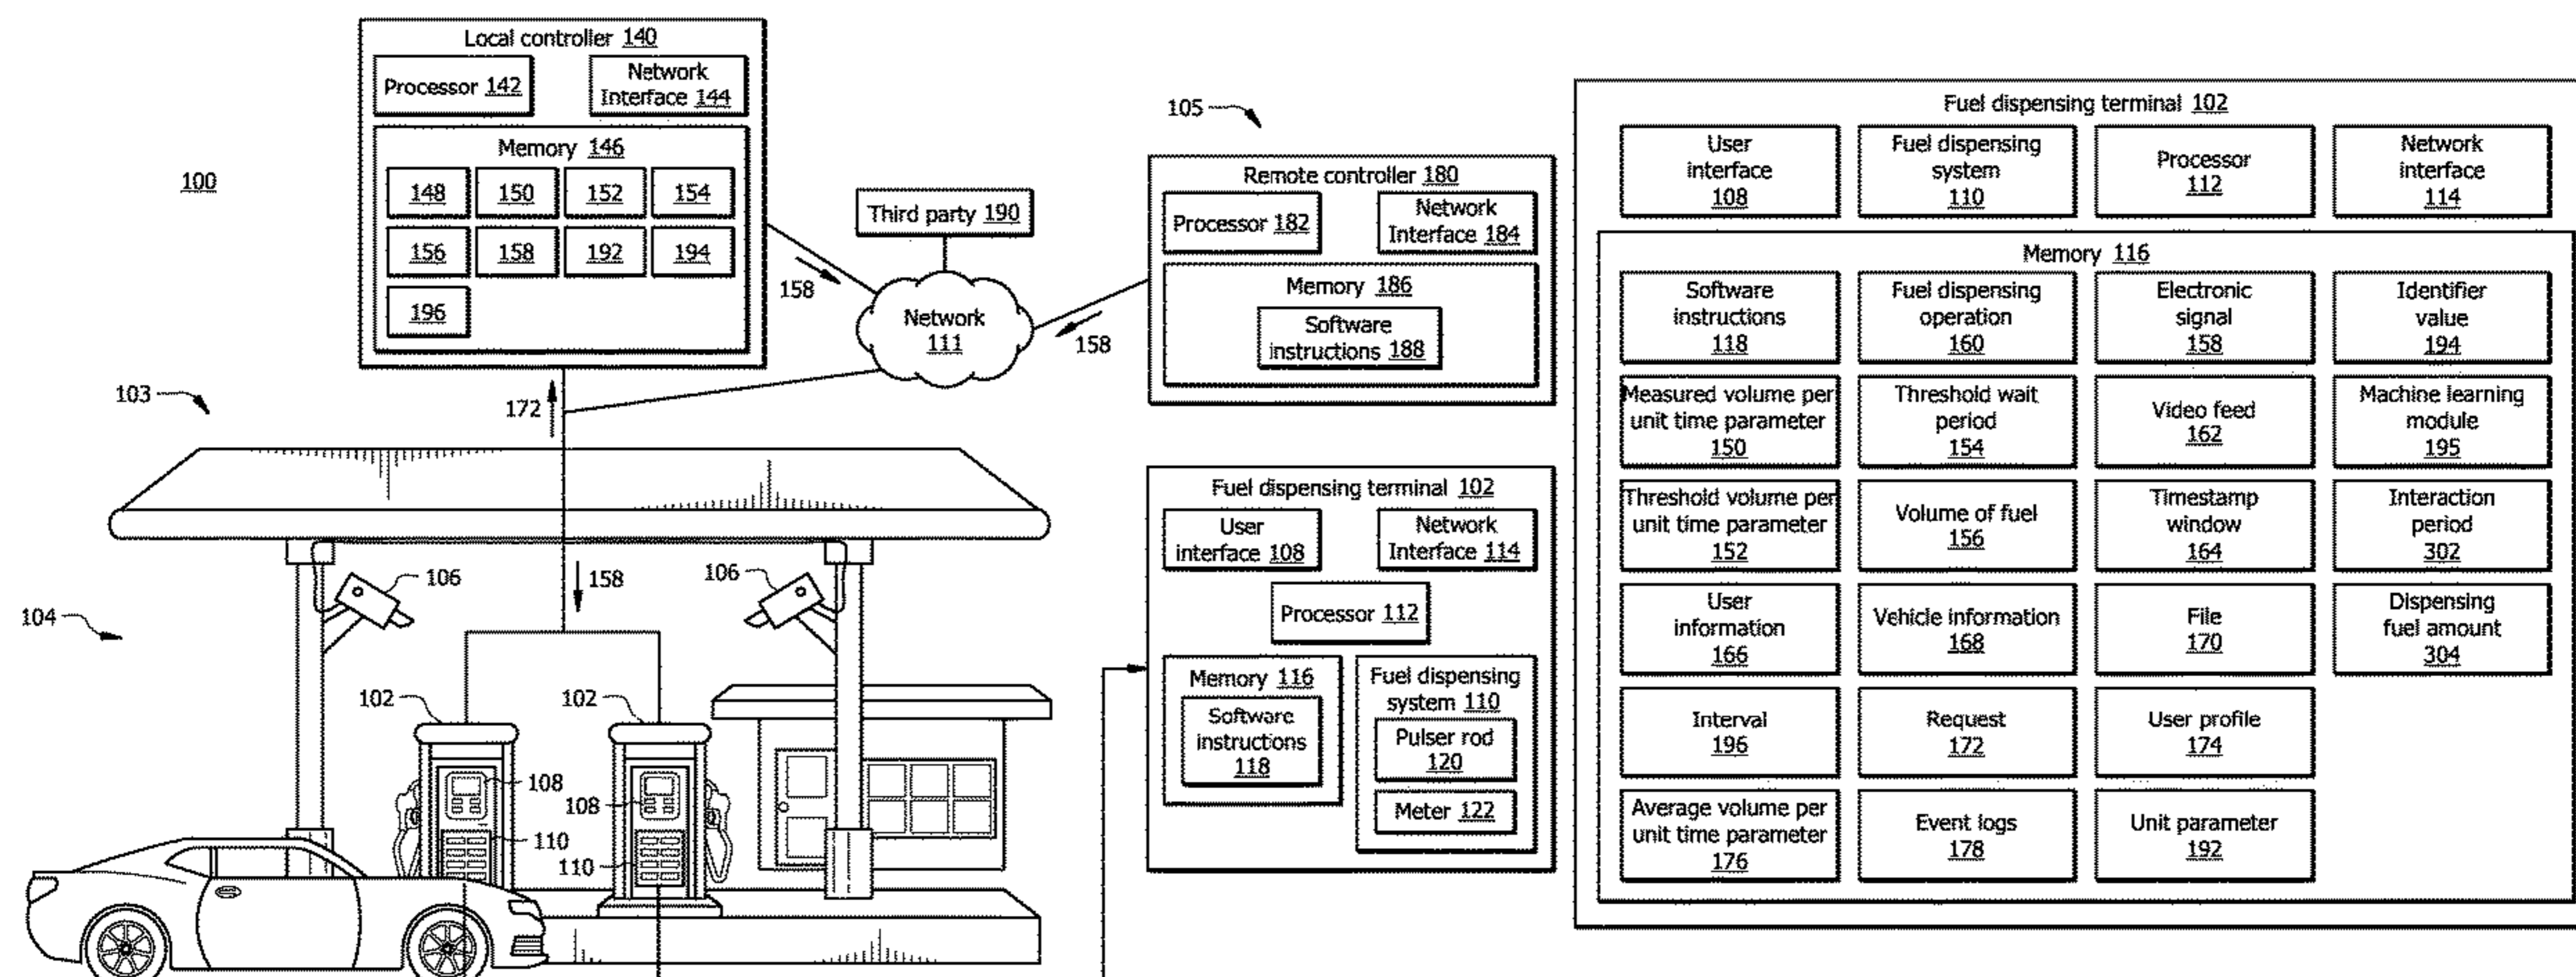 100
Local controller 140
Processor 142
Network
Interface 144
Memory 146
148 150 152 154
156 158 192 194
196
158
172
Third party 190
Network
111
158
105
Remote controller 180
Processor 182
Network
Interface 184
Memory 186
Software
instructions 188
103
104
106
106
158
102
102
108
108
110
110
Fuel dispensing terminal 102
User
interface 108
Network
Interface 114
Processor 112
Memory 116
Software
instructions
118
Fuel dispensing
system 110
Pulser rod
120
Meter 122
Fuel dispensing terminal 102
User
interface
108
Fuel dispensing
system
110
Processor
112
Network
interface
114
Memory 116
Software
instructions
118
Fuel dispensing
operation
160
Electronic
signal
158
Identifier
value
194
Measured volume per
unit time parameter
150
Threshold wait
period
154
Video feed
162
Machine learning
module
195
Threshold volume per
unit time parameter
152
Volume of fuel
156
Timestamp
window
164
Interaction
period
302
User
information
166
Vehicle information
168
File
170
Dispensing
fuel amount
304
Interval
196
Request
172
User profile
174
Average volume per
unit time parameter
176
Event logs
178
Unit parameter
192